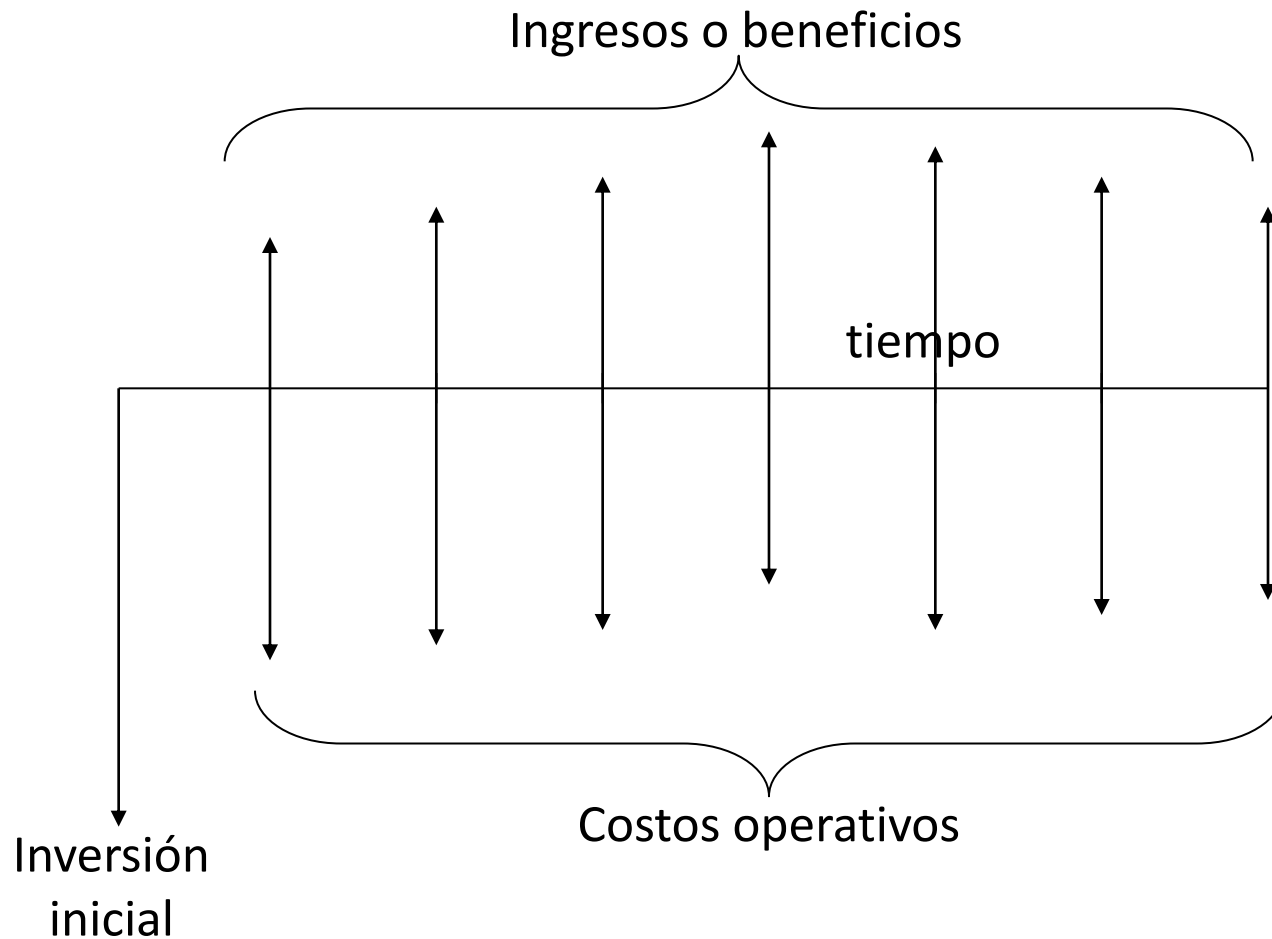 Ingresos o beneficios
tiempo
Costos operativos
Inversión
inicial